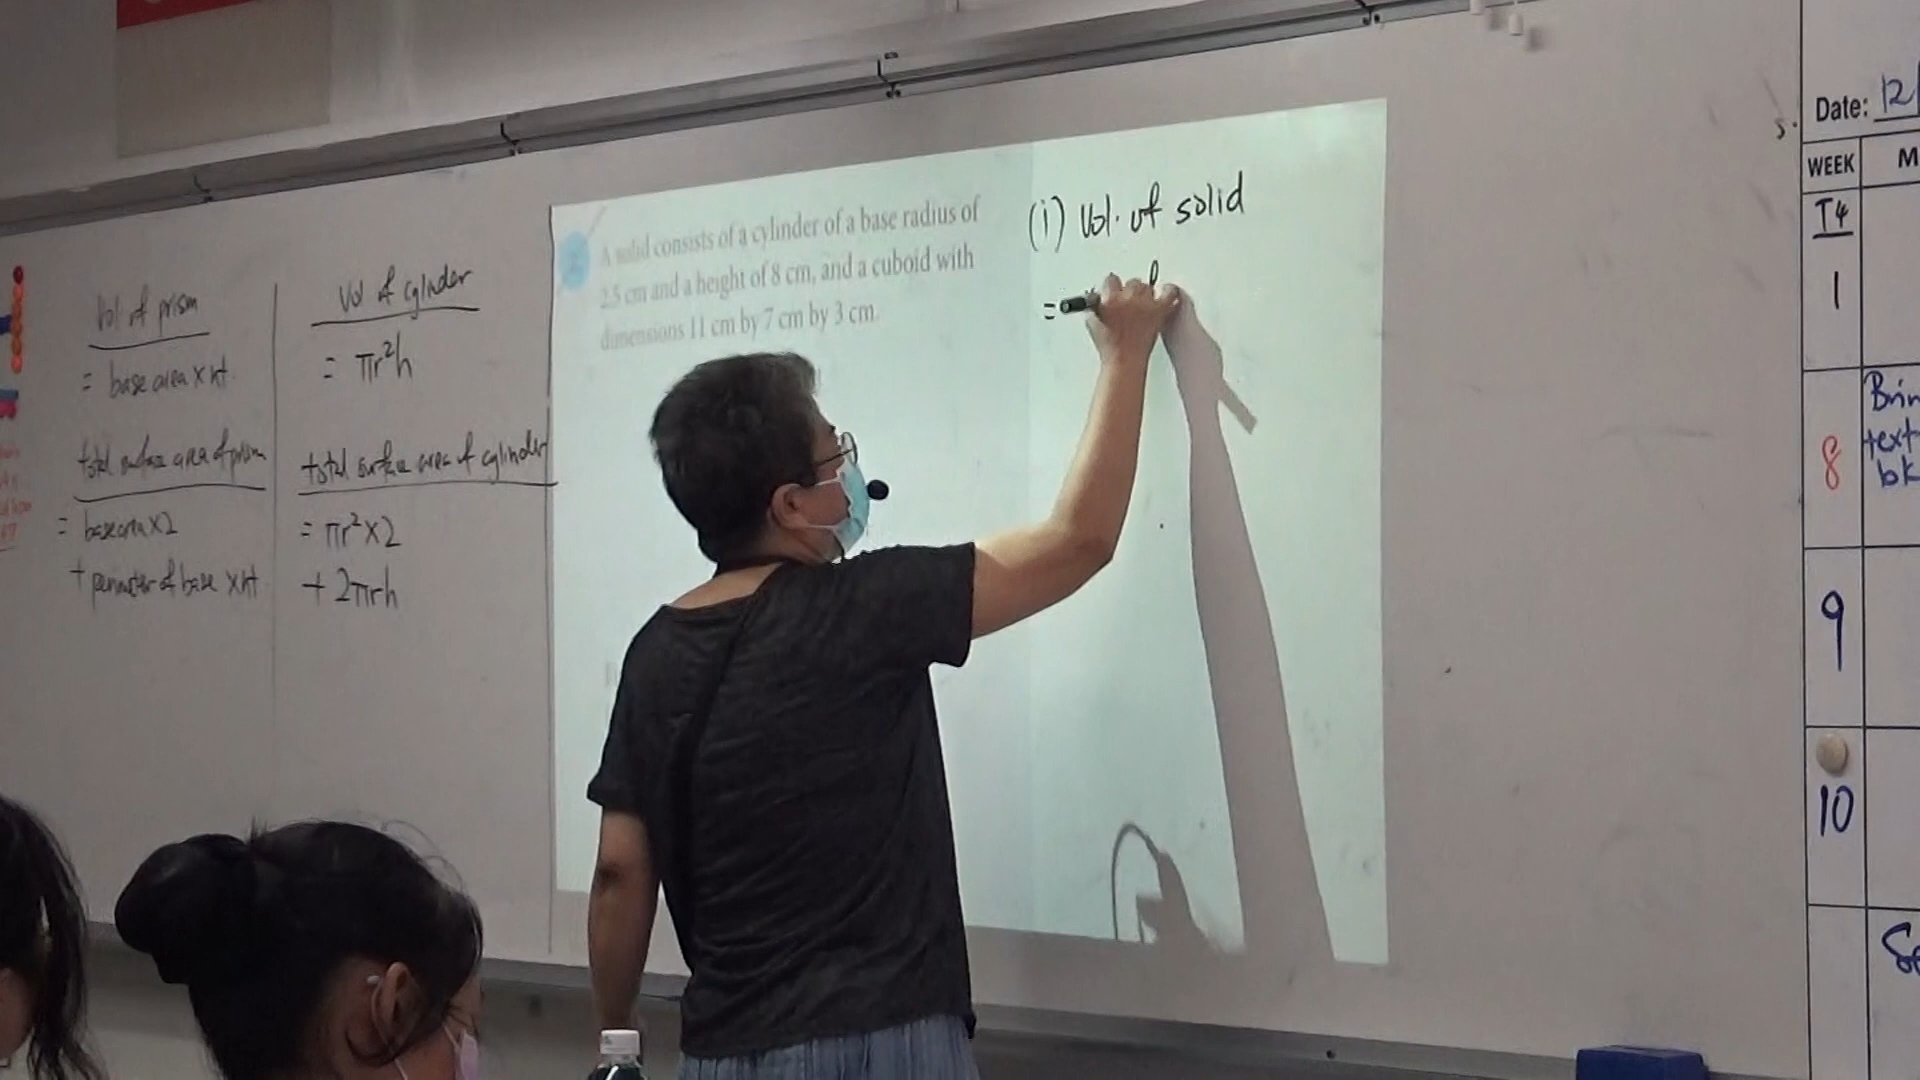 Vol of prism
= base area x ht.
total surface area of prism
= base area x 2
+ perimeter of base x ht
Vol of cylinder
= πr²h
total surface area of cylinder
= πr² x 2
+ 2πrh
A solid consists of a cylinder of a base radius of
2.5 cm and a height of 8 cm, and a cuboid with
dimensions 11 cm by 7 cm by 3 cm.
(i) Vol. of solid
=
Date: 12/
WEEK M
T4
1
8
text
bk
9
10